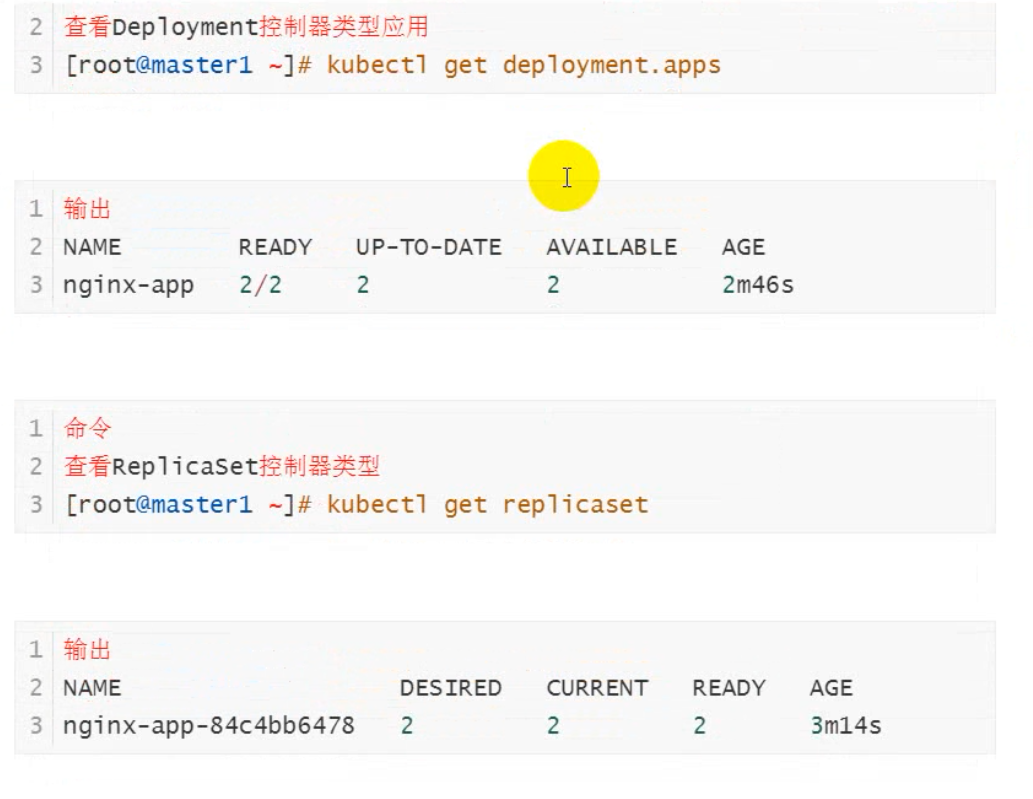 2 查看Deployment控制器类型应用
3 [root@master1 ~]# kubectl get deployment.apps
1 输出
2 NAME READY UP-TO-DATE AVAILABLE AGE
3 nginx-app 2/2 2 2 2m46s
1 命令
2 查看ReplicaSet控制器类型
3 [root@master1 ~]# kubectl get replicaset
1 输出
2 NAME DESIRED CURRENT READY AGE
3 nginx-app-84c4bb6478 2 2 2 3m14s